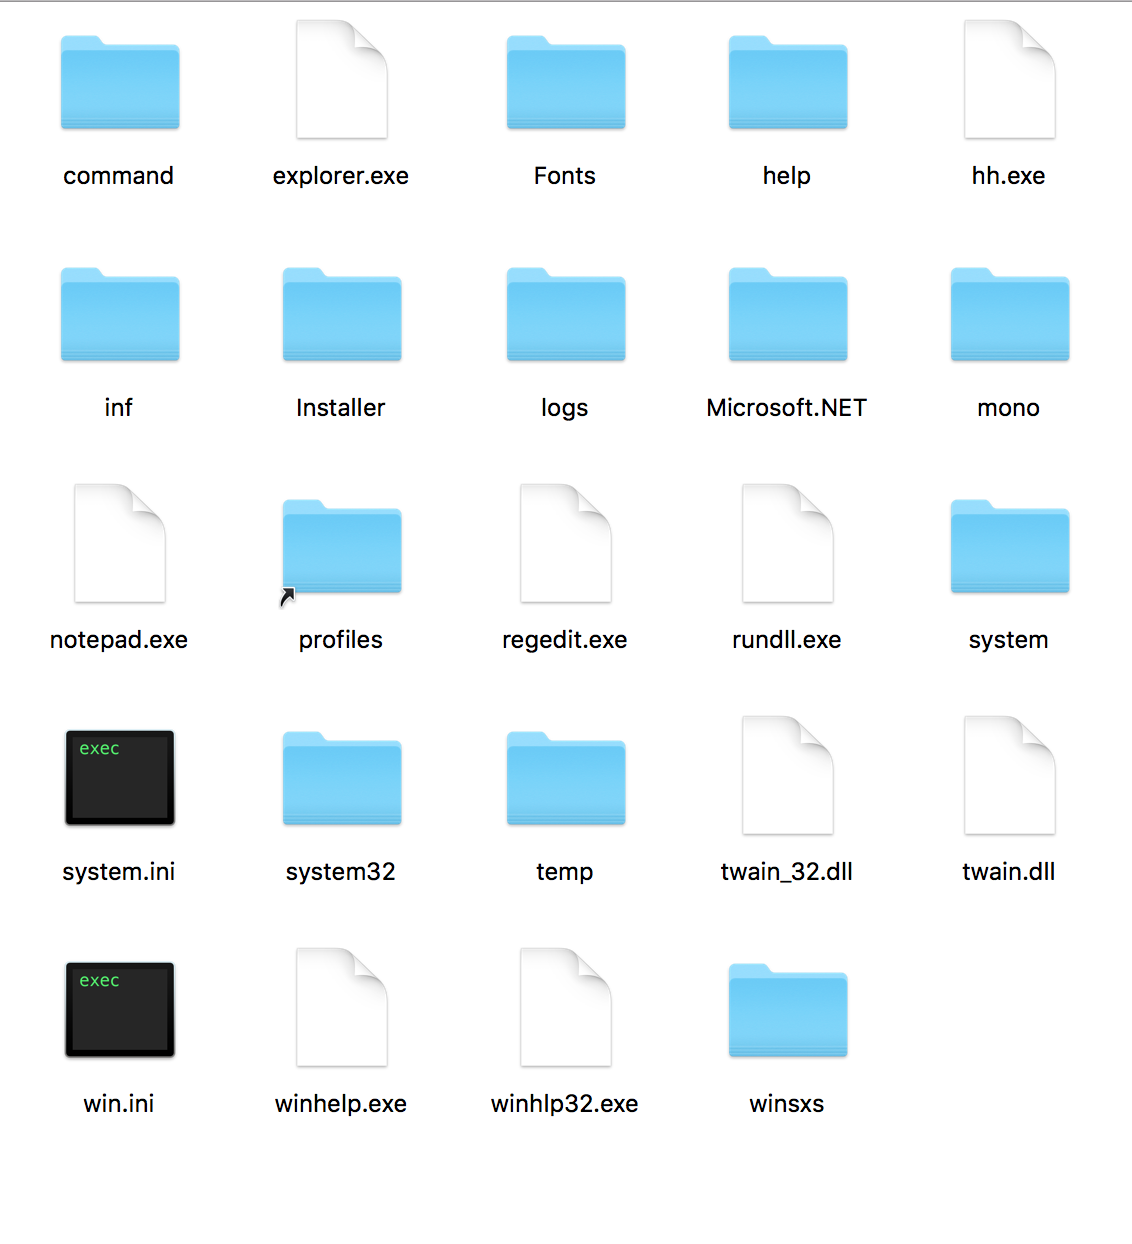 command
explorer.exe
Fonts
help
hh.exe
inf
Installer
logs
Microsoft.NET
mono
notepad.exe
profiles
regedit.exe
rundll.exe
system
exec
system.ini
system32
temp
twain_32.dll
twain.dll
exec
win.ini
winhelp.exe
winhlp32.exe
winsxs